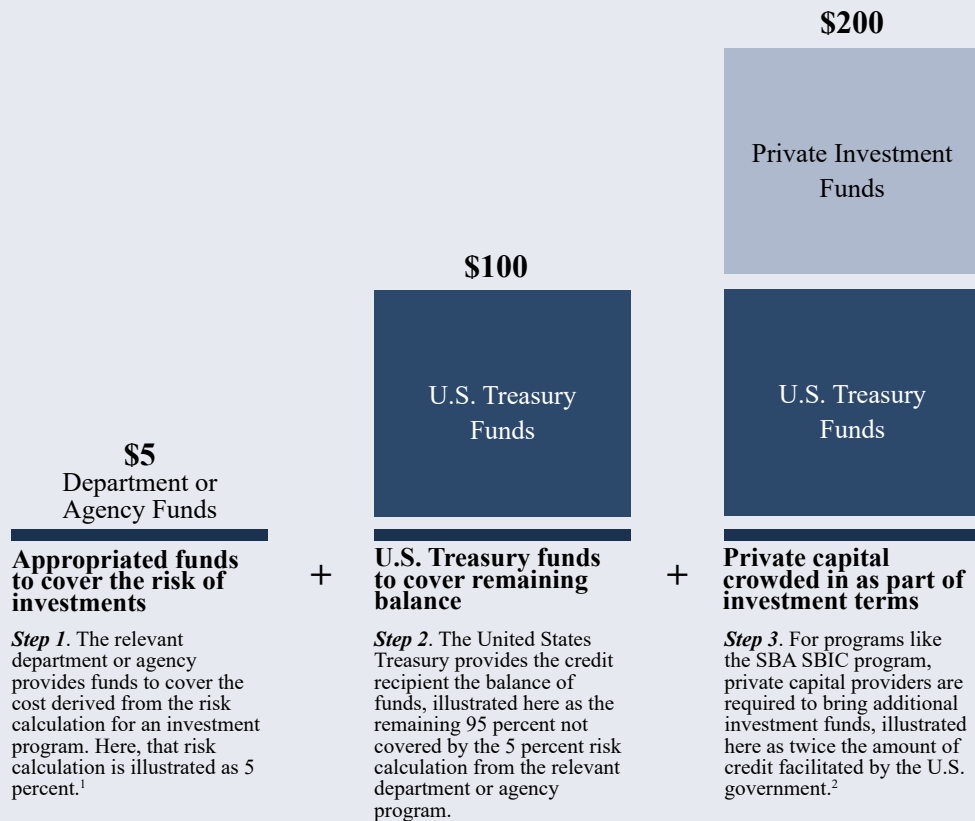 $5
Department or
Agency Funds
Appropriated funds
to cover the risk of
investments
Step 1. The relevant
department or agency
provides funds to cover the
cost derived from the risk
calculation for an investment
program. Here, that risk
calculation is illustrated as 5
percent.1
+
$100
U.S. Treasury
Funds
U.S. Treasury funds
to cover remaining
balance
Step 2. The United States
Treasury provides the credit
recipient the balance of
funds, illustrated here as the
remaining 95 percent not
covered by the 5 percent risk
calculation from the relevant
department or agency
program.
+
$200
Private Investment
Funds
U.S. Treasury
Funds
Private capital
crowded in as part of
investment terms
Step 3. For programs like
the SBA SBIC program,
private capital providers are
required to bring additional
investment funds, illustrated
here as twice the amount of
credit facilitated by the U.S.
government.2